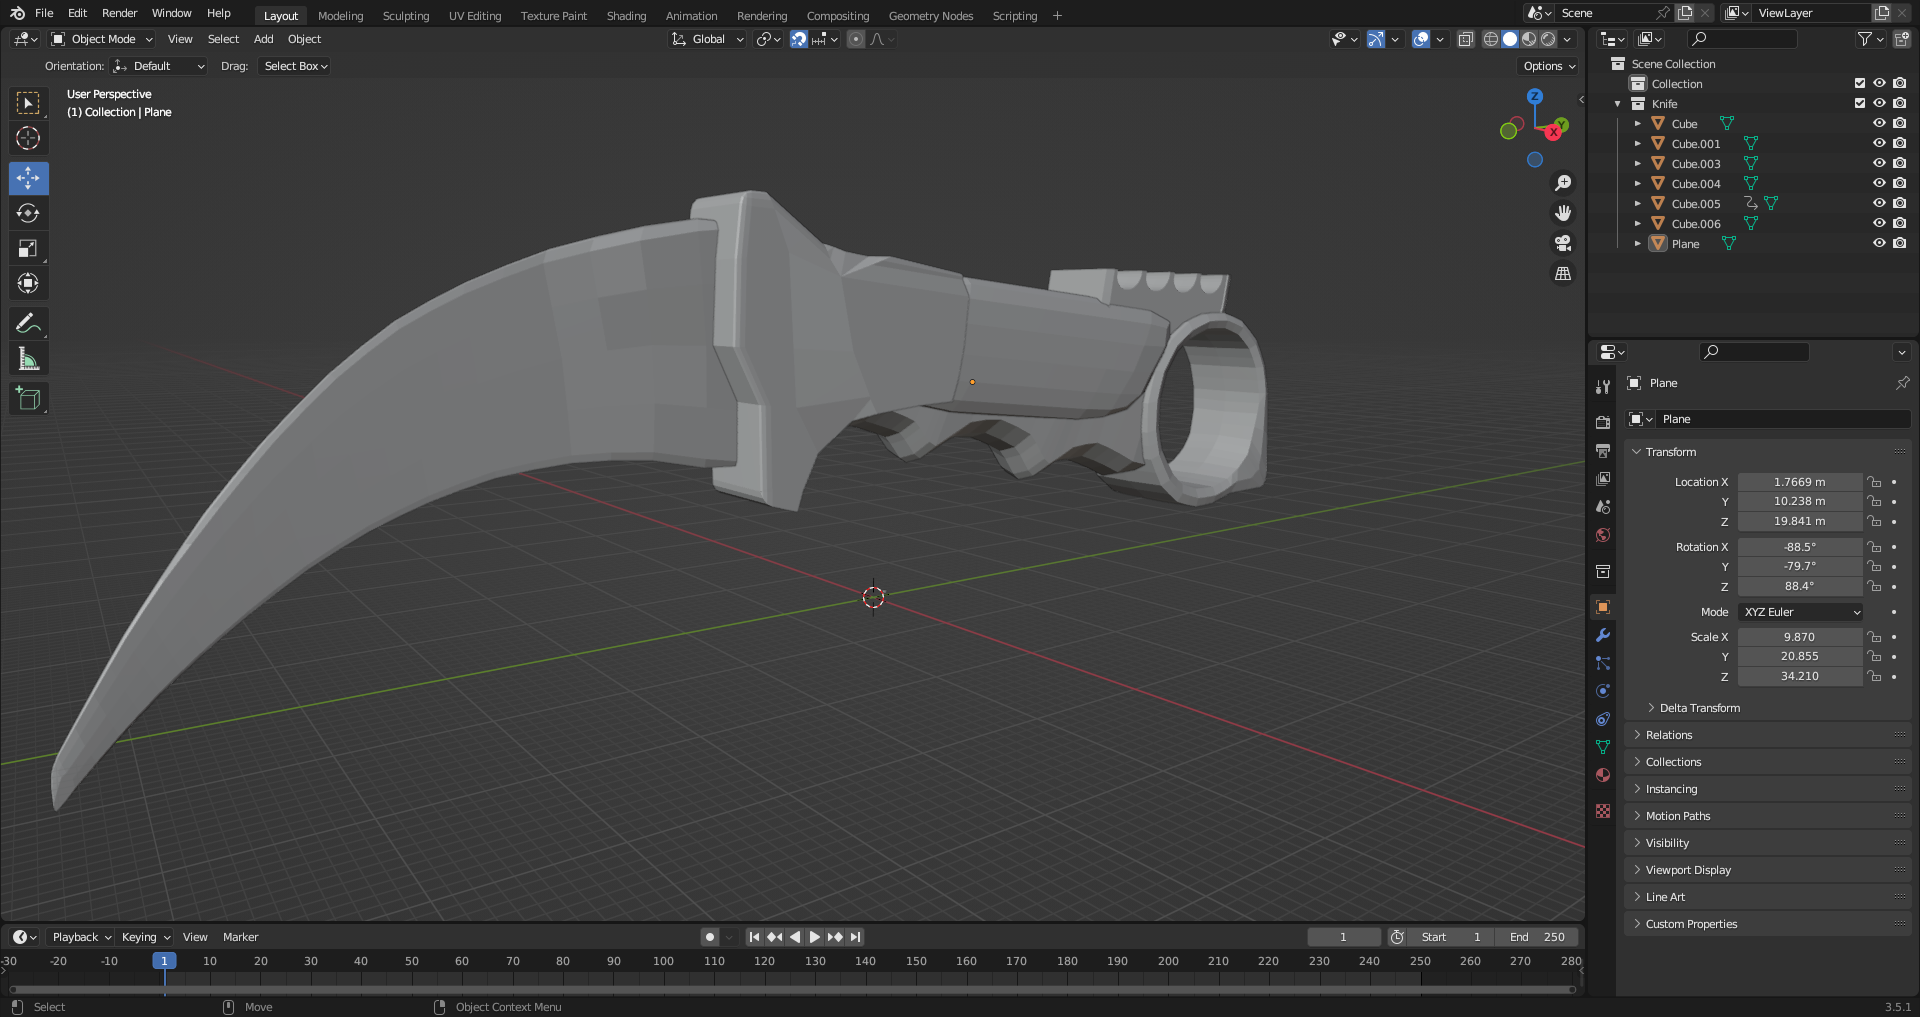 File Edit Render Window Help Layout Modeling Sculpting UV Editing Texture Paint Shading Animation Rendering Compositing Geometry Nodes Scripting + Scene ViewLayer
Object Mode View Select Add Object Global
Orientation: Default Drag: Select Box Options
User Perspective
(1) Collection | Plane
Z
Y
X
Scene Collection
Collection
Knife
Cube
Cube.001
Cube.003
Cube.004
Cube.005
Cube.006
Plane
Plane
Plane
Transform
Location X 1.7669 m
Y 10.238 m
Z 19.841 m
Rotation X -88.5°
Y -79.7°
Z 88.4°
Mode XYZ Euler
Scale X 9.870
Y 20.855
Z 34.210
Delta Transform
Relations
Collections
Instancing
Motion Paths
Visibility
Viewport Display
Line Art
Custom Properties
Playback Keying View Marker 1 Start 1 End 250
-30 -20 -10 1 10 20 30 40 50 60 70 80 90 100 110 120 130 140 150 160 170 180 190 200 210 220 230 240 250 260 270 280
Select Move Object Context Menu 3.5.1